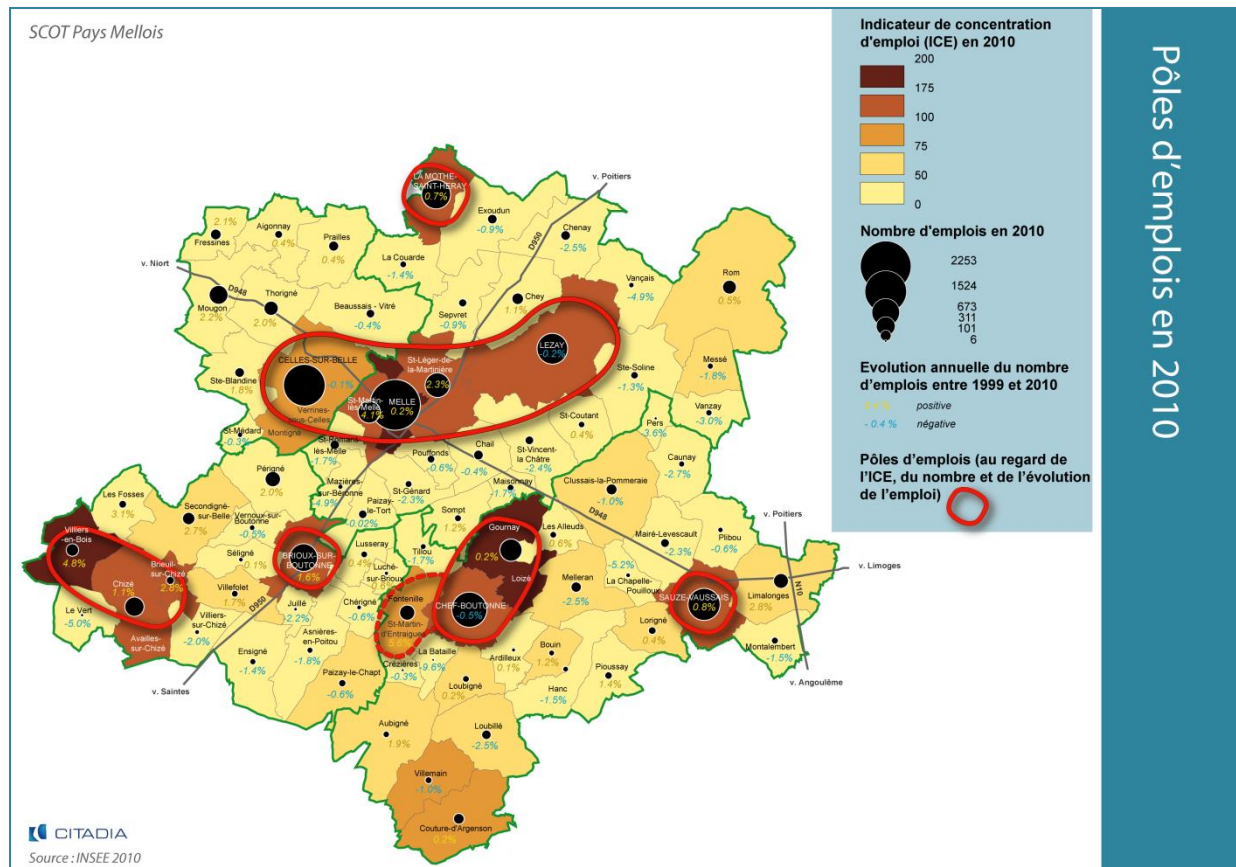 SCOT Pays Mellois
Pôles d'emplois en 2010
Indicateur de concentration
d'emploi (ICE) en 2010
200
175
100
75
50
0
Nombre d'emplois en 2010
2253
1524
673
311
101
6
Evolution annuelle du nombre
d'emplois entre 1999 et 2010
positive
- 0.4 %
négative
Pôles d'emplois (au regard de
l'ICE, du nombre et de l'évolution
de l'emploi)
LA MOTHE-
SAINT-HERAY
0.7%
v. Poitiers
Exoudun
-0.9%
D950
Chenay
-2.5%
2.1%
Fressines
Aigonnay
0.4%
Prailles
0.4%
La Couarde
-1.4%
v. Niort
D948
Mougon
2.2%
Thorigné
2.0%
Beaussais - Vitré
-0.4%
Sepvret
-0.9%
Chey
1.1%
Vançais
-4.9%
Rom
0.5%
CELLES-SUR-BELLE
-0.1%
Verrines-
sous-Celles
Montigné
Ste-Blandine
1.8%
St-Léger-de-
la-Martinière
2.3%
LEZAY
-0.2%
MELLE
0.2%
St-Martin-
lès-Melle
4.1%
Ste-Soline
-1.3%
Messé
-1.8%
Vanzay
-3.0%
St-Médard
-0.3%
St-Romans-
lès-Melle
-1.7%
Pouffonds
-0.6%
Chail
-0.4%
St-Coutant
0.4%
St-Vincent-
la-Châtre
-2.4%
Pers
-3.6%
Caunay
-2.7%
Périgné
2.0%
Mazières-
sur-Béronne
-4.9%
Paizay-
le-Tort
-0.02%
St-Génard
-2.3%
Maisonnay
-1.7%
Clussais-la-Pommeraie
-1.0%
D948
Les Fosses
3.1%
Secondigné-
sur-Belle
2.7%
Vernoux-sur-
Boutonne
-0.5%
Sompt
1.2%
Villiers
-en-Bois
4.8%
Brieuil-
sur-Chizé
2.8%
Chizé
1.1%
Séligné
0.1%
BRIOUX-SUR-
BOUTONNE
1.6%
Lusseray
0.4%
Luché-
sur-Brioux
0.6%
Tillou
-1.7%
Gournay
0.2%
Loizé
Les Alleuds
0.6%
Mairé-Levescault
-2.3%
Plibou
-0.6%
v. Poitiers
v. Limoges
N10
-5.2%
La Chapelle-
Pouilloux
Melleran
-2.5%
SAUZE-VAUSSAIS
0.8%
Limalonges
2.8%
Le Vert
-5.0%
Availles-
sur-Chizé
Villefolet
1.7%
Villiers-
sur-Chizé
-2.0%
D950
Juillé
-2.2%
Chérigné
-0.6%
Fontenille
St-Martin-
d'Entraigues
CHEF-BOUTONNE
-0.5%
Lorigné
0.4%
Montalembert
-1.5%
v. Angoulême
Ensigné
-1.4%
Asnières-
en-Poitou
-1.8%
La Bataille
-9.6%
Crézières
-0.3%
Ardilleux
0.1%
Bouin
1.2%
Pioussay
1.4%
Hanc
-1.5%
v. Saintes
Paizay-le-Chapt
-0.6%
Loubigné
0.2%
Aubigné
1.9%
Loubillé
-2.5%
Villemain
-1.0%
Couture-d'Argenson
0.2%
CITADIA
Source : INSEE 2010